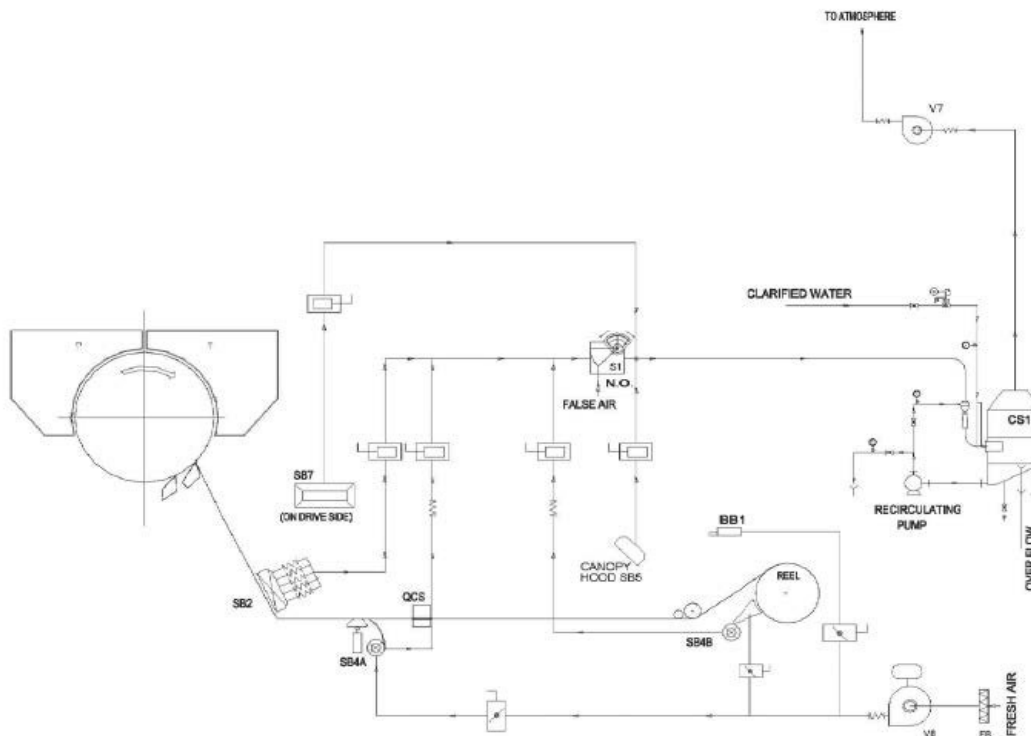 TO ATMOSPHERE
V7
CLARIFIED WATER
S1
N.O.
FALSE AIR
CS1
SB7
(ON DRIVE SIDE)
RECIRCULATING
PUMP
BB1
CANOPY
HOOD SB5
REEL
SB2
QCS
SB4A
SB4B
OVER FLOW
FRESH AIR